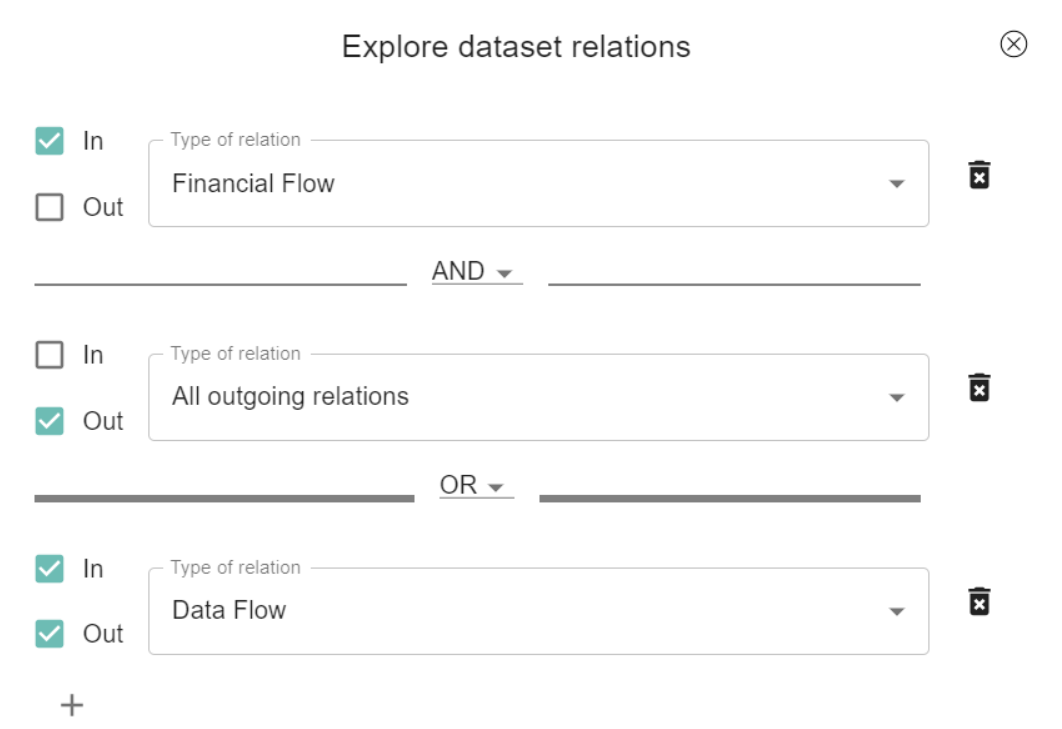 Explore dataset relations
In
Type of relation
Financial Flow
Out
AND
In
Type of relation
All outgoing relations
Out
OR
In
Type of relation
Data Flow
Out